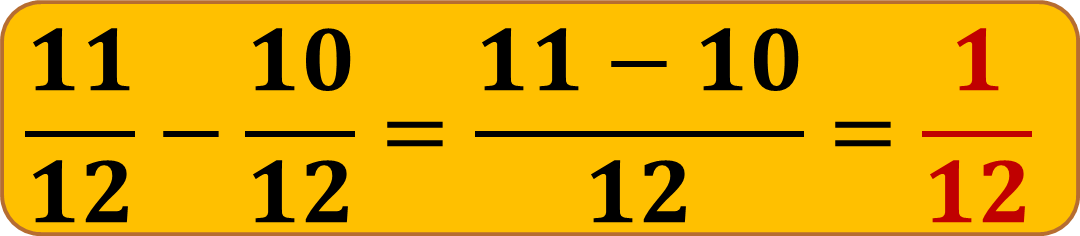 11/12 − 10/12 = (11 − 10)/12 = 1/12